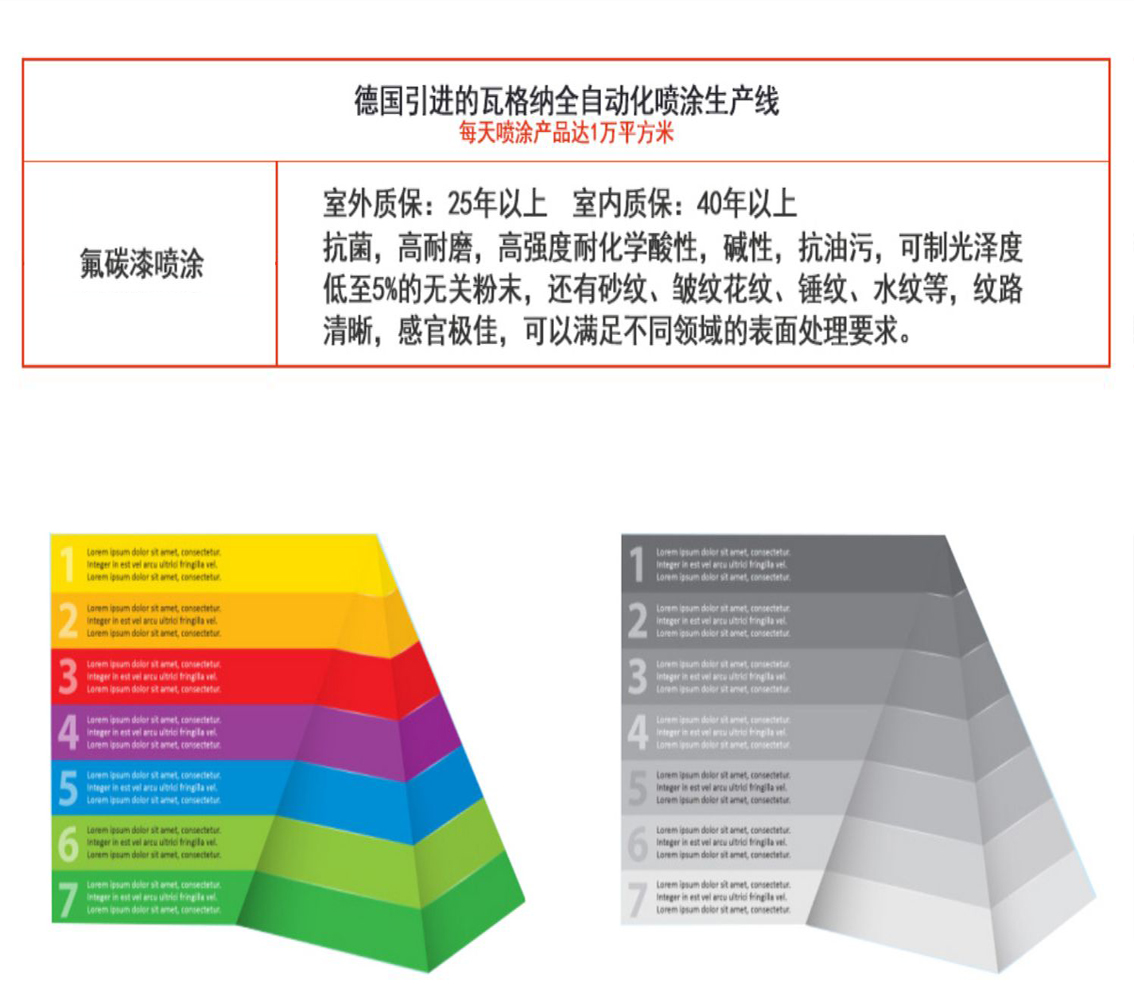 德国引进的瓦格纳全自动化喷涂生产线
每天喷涂产品达1万平方米
氟碳漆喷涂
室外质保：25年以上 室内质保：40年以上
抗菌，高耐磨，高强度耐化学酸性，碱性，抗油污，可制光泽度
低至5%的无关粉末，还有砂纹、皱纹花纹、锤纹、水纹等，纹路
清晰，感官极佳，可以满足不同领域的表面处理要求。
1
Lorem ipsum dolor sit amet, consectetur.
Integer in est vel arcu ultrici fringilla vel.
Lorem ipsum dolor sit amet, consectetur.
2
Lorem ipsum dolor sit amet, consectetur.
Integer in est vel arcu ultrici fringilla vel.
Lorem ipsum dolor sit amet, consectetur.
3
Lorem ipsum dolor sit amet, consectetur.
Integer in est vel arcu ultrici fringilla vel.
Lorem ipsum dolor sit amet, consectetur.
4
Lorem ipsum dolor sit amet, consectetur.
Integer in est vel arcu ultrici fringilla vel.
Lorem ipsum dolor sit amet, consectetur.
5
Lorem ipsum dolor sit amet, consectetur.
Integer in est vel arcu ultrici fringilla vel.
Lorem ipsum dolor sit amet, consectetur.
6
Lorem ipsum dolor sit amet, consectetur.
Integer in est vel arcu ultrici fringilla vel.
Lorem ipsum dolor sit amet, consectetur.
7
Lorem ipsum dolor sit amet, consectetur.
Integer in est vel arcu ultrici fringilla vel.
Lorem ipsum dolor sit amet, consectetur.
1
Lorem ipsum dolor sit amet, consectetur.
Integer in est vel arcu ultrici fringilla vel.
Lorem ipsum dolor sit amet, consectetur.
2
Lorem ipsum dolor sit amet, consectetur.
Integer in est vel arcu ultrici fringilla vel.
Lorem ipsum dolor sit amet, consectetur.
3
Lorem ipsum dolor sit amet, consectetur.
Integer in est vel arcu ultrici fringilla vel.
Lorem ipsum dolor sit amet, consectetur.
4
Lorem ipsum dolor sit amet, consectetur.
Integer in est vel arcu ultrici fringilla vel.
Lorem ipsum dolor sit amet, consectetur.
5
Lorem ipsum dolor sit amet, consectetur.
Integer in est vel arcu ultrici fringilla vel.
Lorem ipsum dolor sit amet, consectetur.
6
Lorem ipsum dolor sit amet, consectetur.
Integer in est vel arcu ultrici fringilla vel.
Lorem ipsum dolor sit amet, consectetur.
7
Lorem ipsum dolor sit amet, consectetur.
Integer in est vel arcu ultrici fringilla vel.
Lorem ipsum dolor sit amet, consectetur.